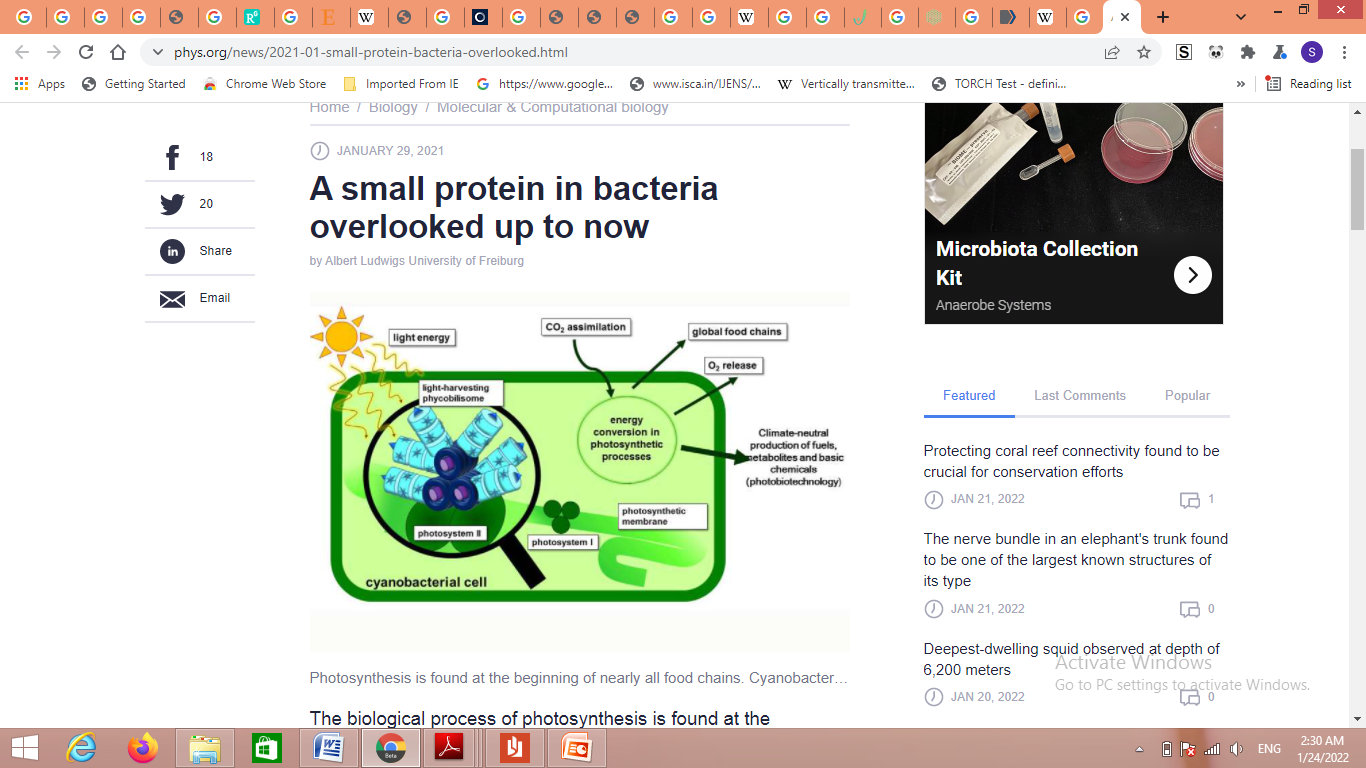 phys.org/news/2021-01-small-protein-bacteria-overlooked.html
S
Apps
Getting Started
Chrome Web Store
Imported From IE
https://www.google...
www.isca.in/IJENS/...
Vertically transmitte...
TORCH Test - defini...
»
Reading list
Home / Biology / Molecular & Computational biology
JANUARY 29, 2021
A small protein in bacteria
overlooked up to now
by Albert Ludwigs University of Freiburg
18
20
Share
Email
light energy
CO₂ assimilation
global food chains
O₂ release
light-harvesting
phycobilisome
energy
conversion in
photosynthetic
processes
Climate-neutral
production of fuels,
metabolites and basic
chemicals
(photobiotechnology)
photosynthetic
membrane
photosystem II
photosystem I
cyanobacterial cell
Photosynthesis is found at the beginning of nearly all food chains. Cyanobacter...
The biological process of photosynthesis is found at the
Microbiota Collection
Kit
Anaerobe Systems
Featured
Last Comments
Popular
Protecting coral reef connectivity found to be
crucial for conservation efforts
JAN 21, 2022
1
The nerve bundle in an elephant's trunk found
to be one of the largest known structures of
its type
JAN 21, 2022
0
Deepest-dwelling squid observed at depth of
6,200 meters
JAN 20, 2022
0
Activate Windows
Go to PC settings to activate Windows.
ENG
2:30 AM
1/24/2022